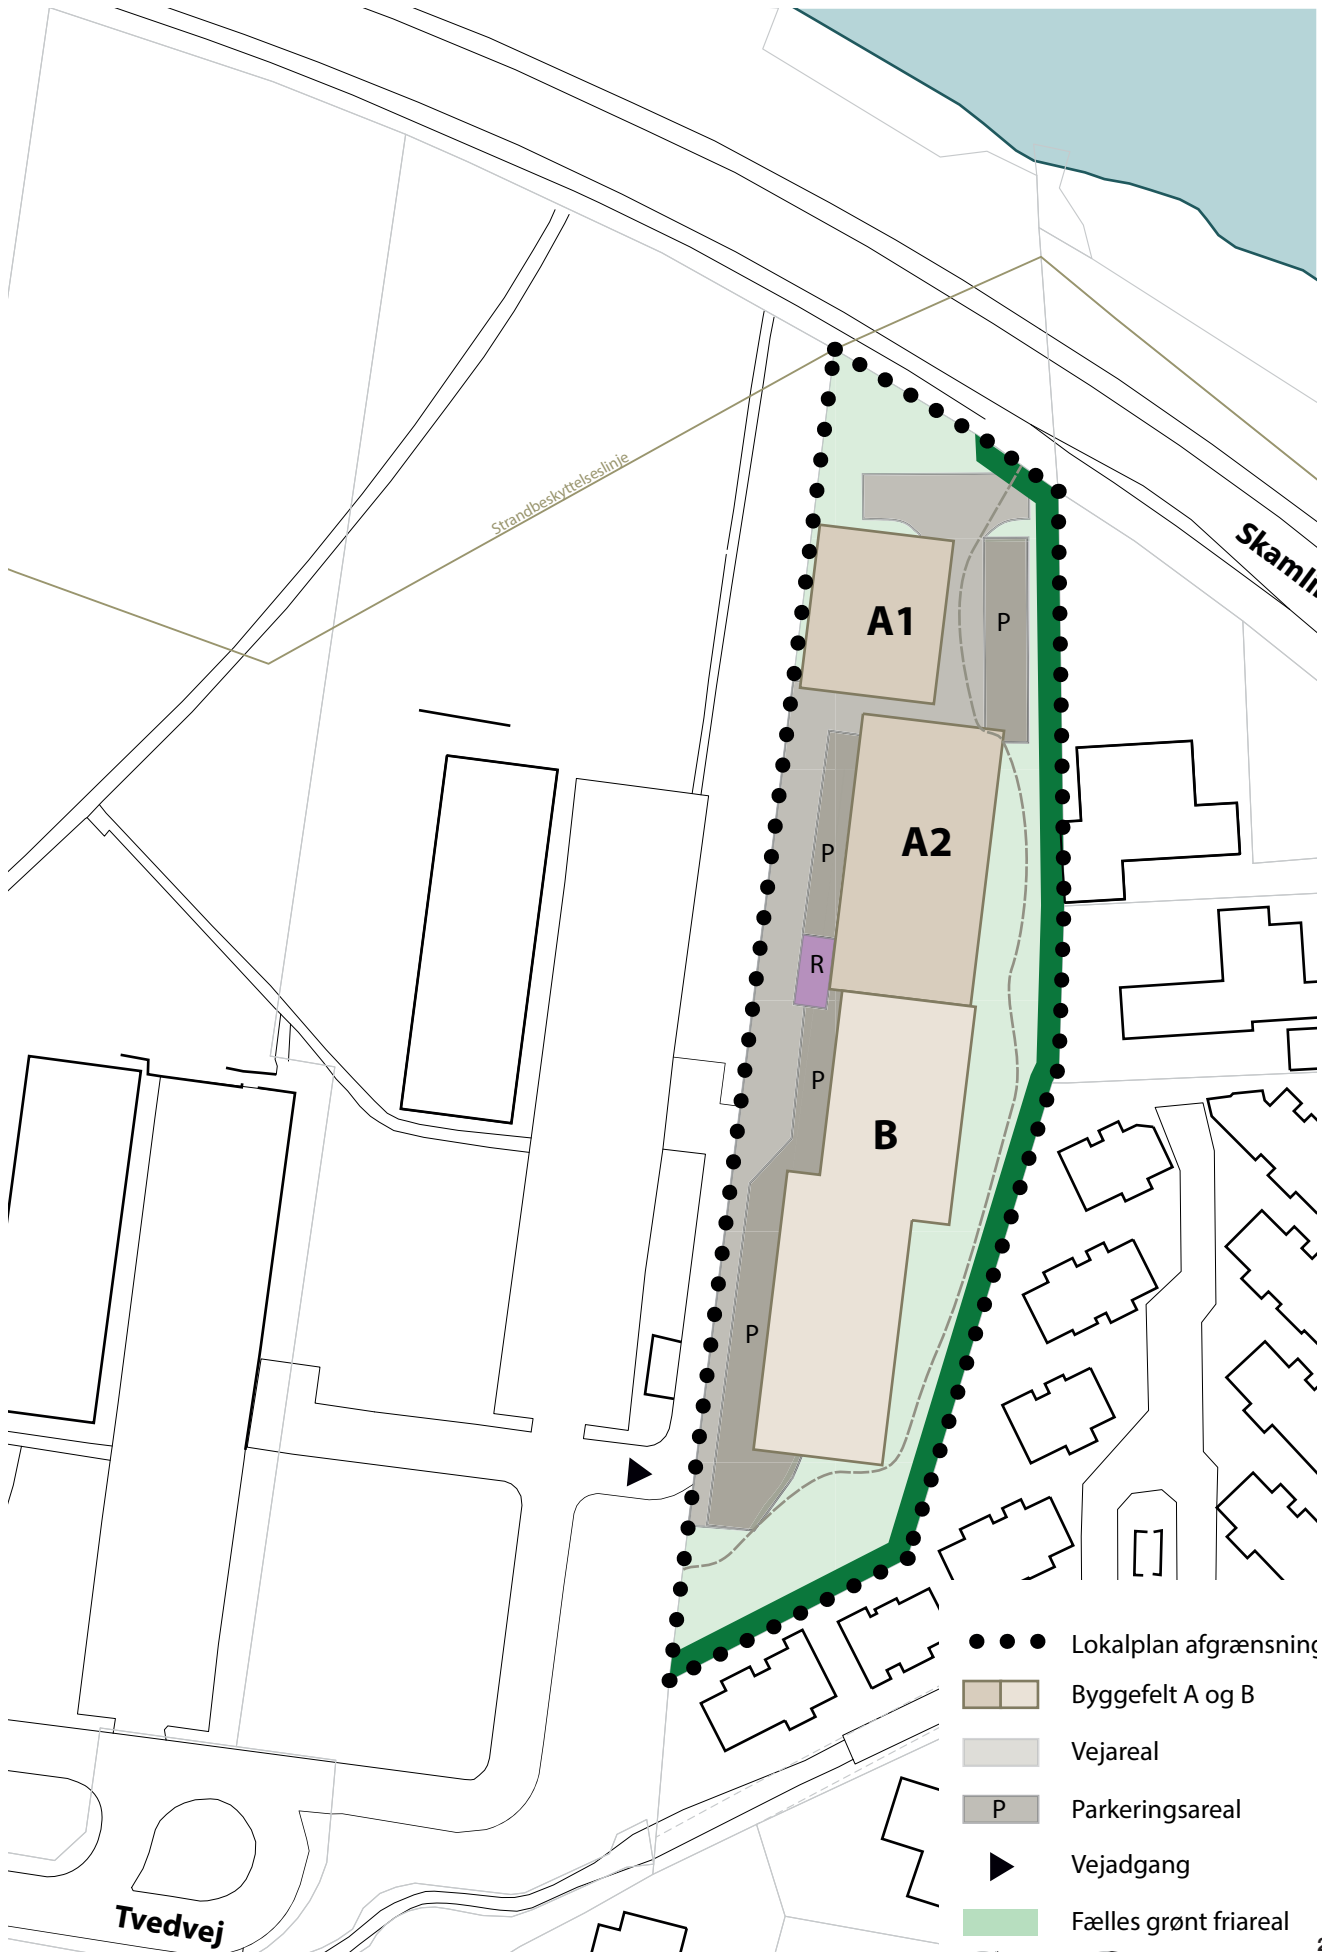 Strandbeskyttelseslinje
A1
P
A2
P
R
P
B
P
Lokalplan afgrænsning
Byggefelt A og B
Vejareal
P Parkeringsareal
Vejadgang
Fælles grønt friareal
Tvedvej